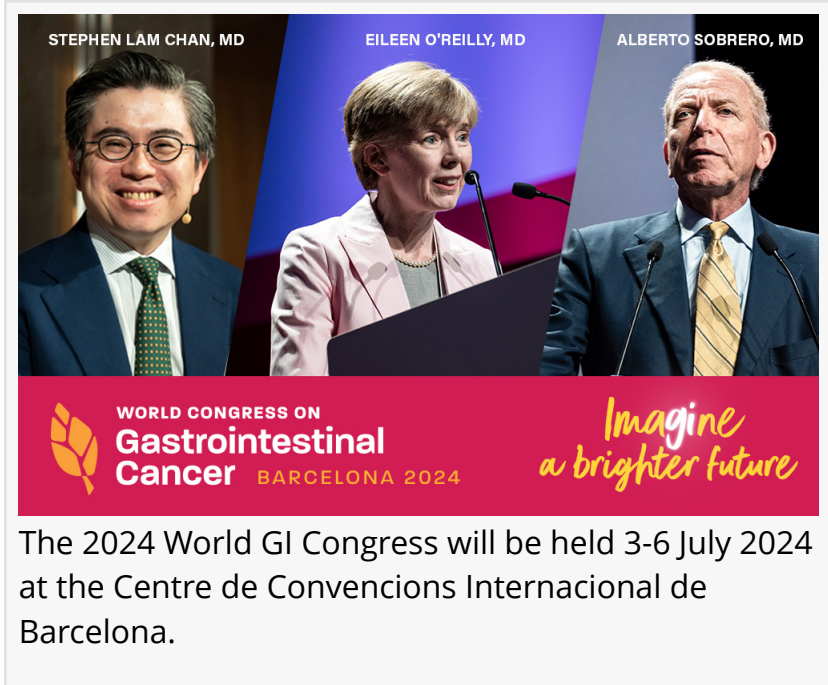 STEPHEN LAM CHAN, MD
EILEEN O'REILLY, MD
ALBERTO SOBRERO, MD
WORLD CONGRESS ON
Gastrointestinal
Cancer BARCELONA 2024
Imagine
a brighter future
The 2024 World GI Congress will be held 3-6 July 2024
at the Centre de Convencions Internacional de
Barcelona.